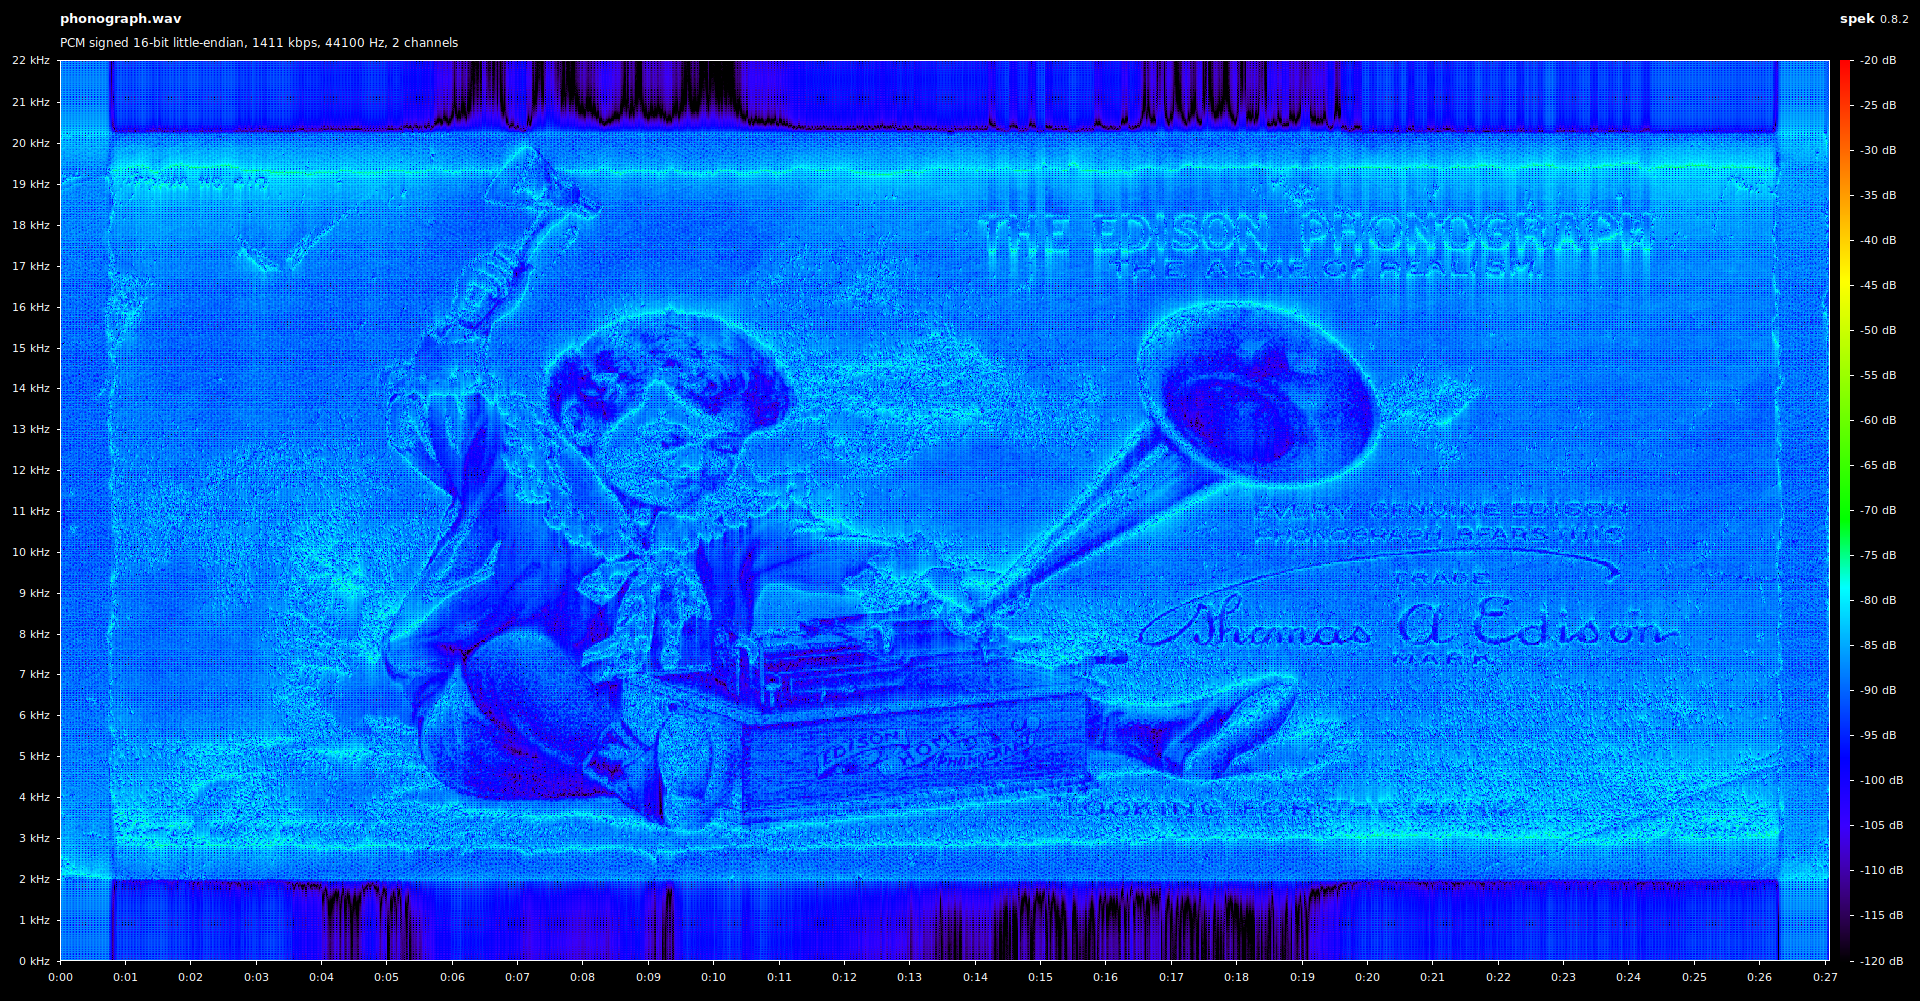 phonograph.wav
spek 0.8.2
PCM signed 16-bit little-endian, 1411 kbps, 44100 Hz, 2 channels
22 kHz
21 kHz
20 kHz
19 kHz
18 kHz
17 kHz
16 kHz
15 kHz
14 kHz
13 kHz
12 kHz
11 kHz
10 kHz
9 kHz
8 kHz
7 kHz
6 kHz
5 kHz
4 kHz
3 kHz
2 kHz
1 kHz
0 kHz
THE EDISON PHONOGRAPH
THE ACME OF REALISM.
EVERY GENUINE EDISON
PHONOGRAPH BEARS THIS
TRADE
Thomas A Edison
MARK
EDISON
LOOKING FOR THE
-20 dB
-25 dB
-30 dB
-35 dB
-40 dB
-45 dB
-50 dB
-55 dB
-60 dB
-65 dB
-70 dB
-75 dB
-80 dB
-85 dB
-90 dB
-95 dB
-100 dB
-105 dB
-110 dB
-115 dB
-120 dB
0:00 0:01 0:02 0:03 0:04 0:05 0:06 0:07 0:08 0:09 0:10 0:11 0:12 0:13 0:14 0:15 0:16 0:17 0:18 0:19 0:20 0:21 0:22 0:23 0:24 0:25 0:26 0:27